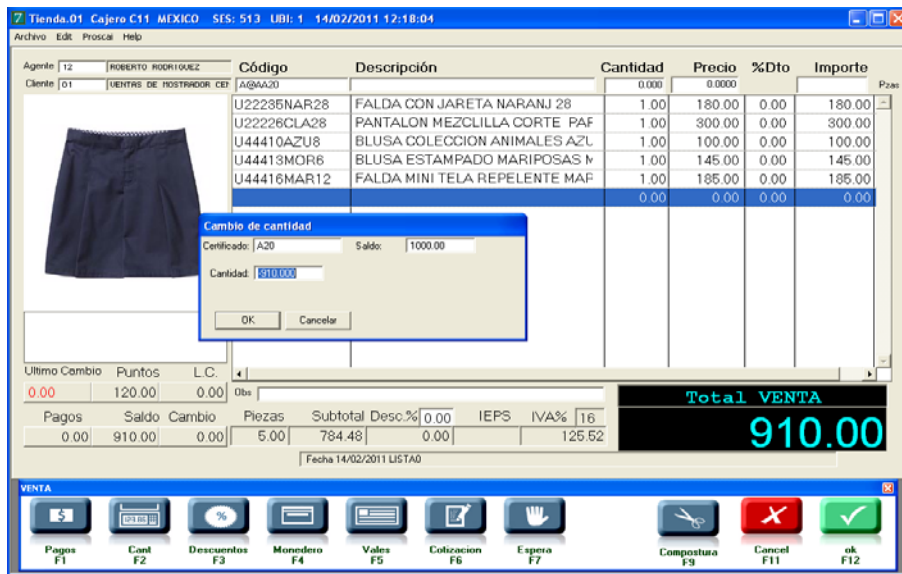 Tienda.01 Cajero C11 MEXICO SES: 513 UBI: 1 14/02/2011 12:18:04
Archivo Edit Proscai Help
Agente 12 ROBERTO RODRIGUEZ Código Descripción Cantidad Precio %Dto Importe
Cliente 01 VENTAS DE MOSTRADOR CEN A@AA20 0.000 0.0000 Pzas
U22235NAR28 FALDA CON JARETA NARANJ 28 1.00 180.00 0.00 180.00
U22226CLA28 PANTALON MEZCLILLA CORTE PAR 1.00 300.00 0.00 300.00
U44410AZU8 BLUSA COLECCION ANIMALES AZU 1.00 100.00 0.00 100.00
U44413MOR6 BLUSA ESTAMPADO MARIPOSAS M 1.00 145.00 0.00 145.00
U44416MAR12 FALDA MINI TELA REPELENTE MAR 1.00 185.00 0.00 185.00
0.00 0.00 0.00 0.00
Cambio de cantidad
Certificado: A20 Saldo: 1000.00
Cantidad: 910.000
OK Cancelar
Ultimo Cambio Puntos L.C.
0.00 120.00 0.00 Obs
Total VENTA
910.00
Pagos Saldo Cambio Piezas Subtotal Desc.% 0.00 IEPS IVA% 16
0.00 910.00 0.00 5.00 784.48 0.00 125.52
Fecha 14/02/2011 LISTA0
VENTA
Pagos Cant Descuentos Monedero Vales Cotizacion Espera Compostura Cancel ok
F1 F2 F3 F4 F5 F6 F7 F9 F11 F12